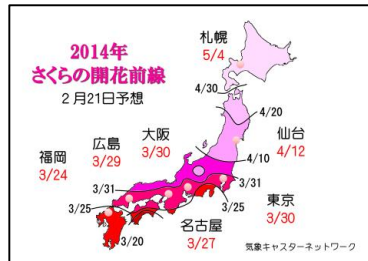 2014年
さくらの開花前線
2月21日予想
札幌
5/4
4/30
4/20
仙台
4/12
4/10
大阪
3/30
広島
3/29
福岡
3/24
3/31
3/31
3/25
3/25
3/20
東京
3/30
名古屋
3/27
気象キャスターネットワーク